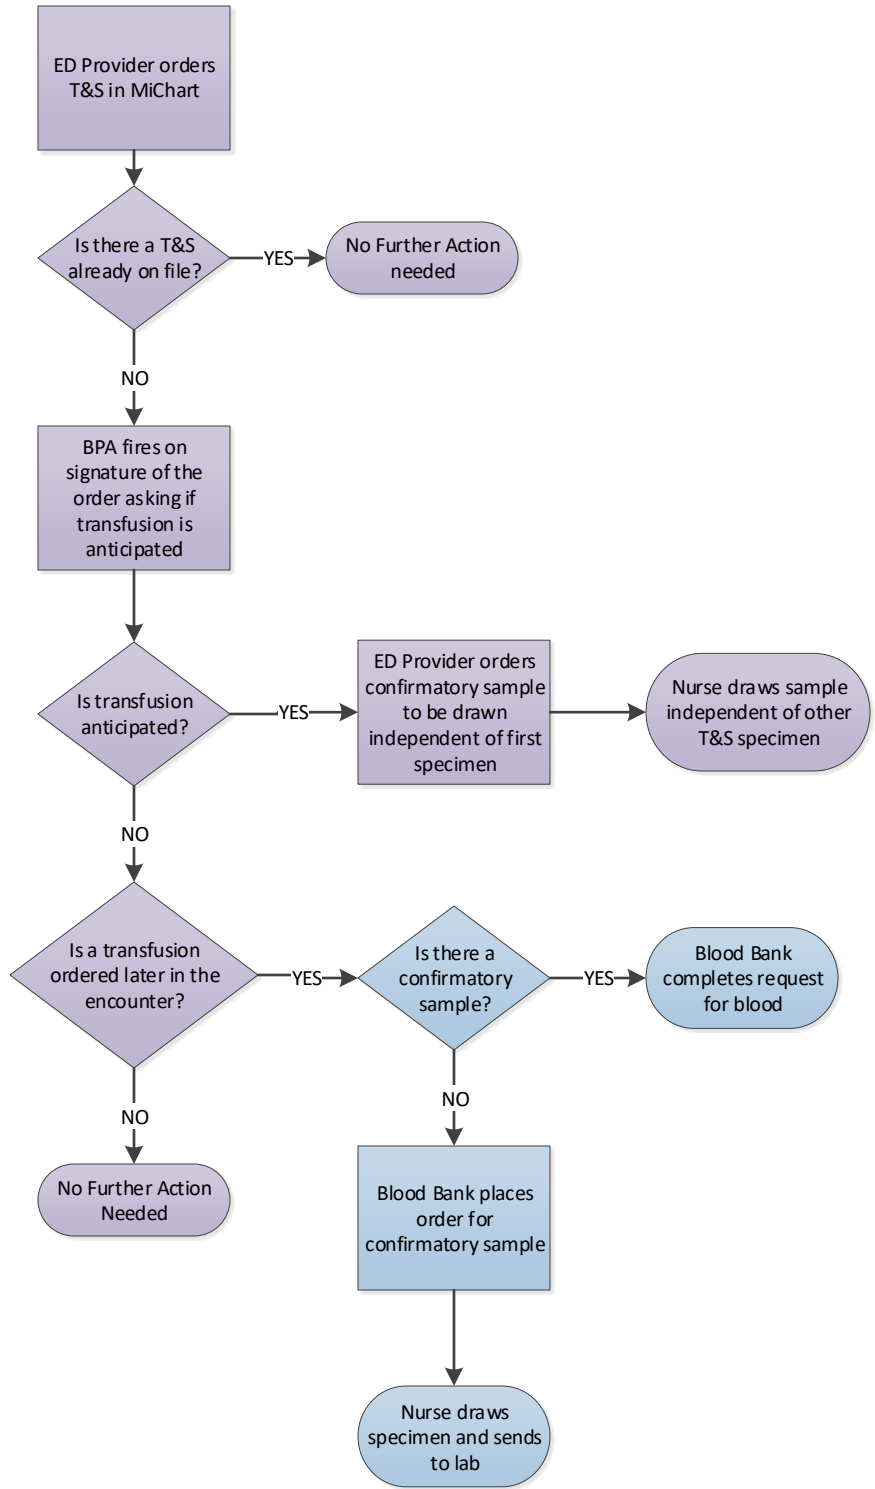 ED Provider orders
T&S in MiChart
Is there a T&S
already on file?
YES
No Further Action
needed
NO
BPA fires on
signature of the
order asking if
transfusion is
anticipated
Is transfusion
anticipated?
YES
ED Provider orders
confirmatory sample
to be drawn
independent of first
specimen
Nurse draws sample
independent of other
T&S specimen
NO
Is a transfusion
ordered later in the
encounter?
YES
Is there a
confirmatory
sample?
YES
Blood Bank
completes request
for blood
NO
No Further Action
Needed
NO
Blood Bank places
order for
confirmatory sample
Nurse draws
specimen and sends
to lab